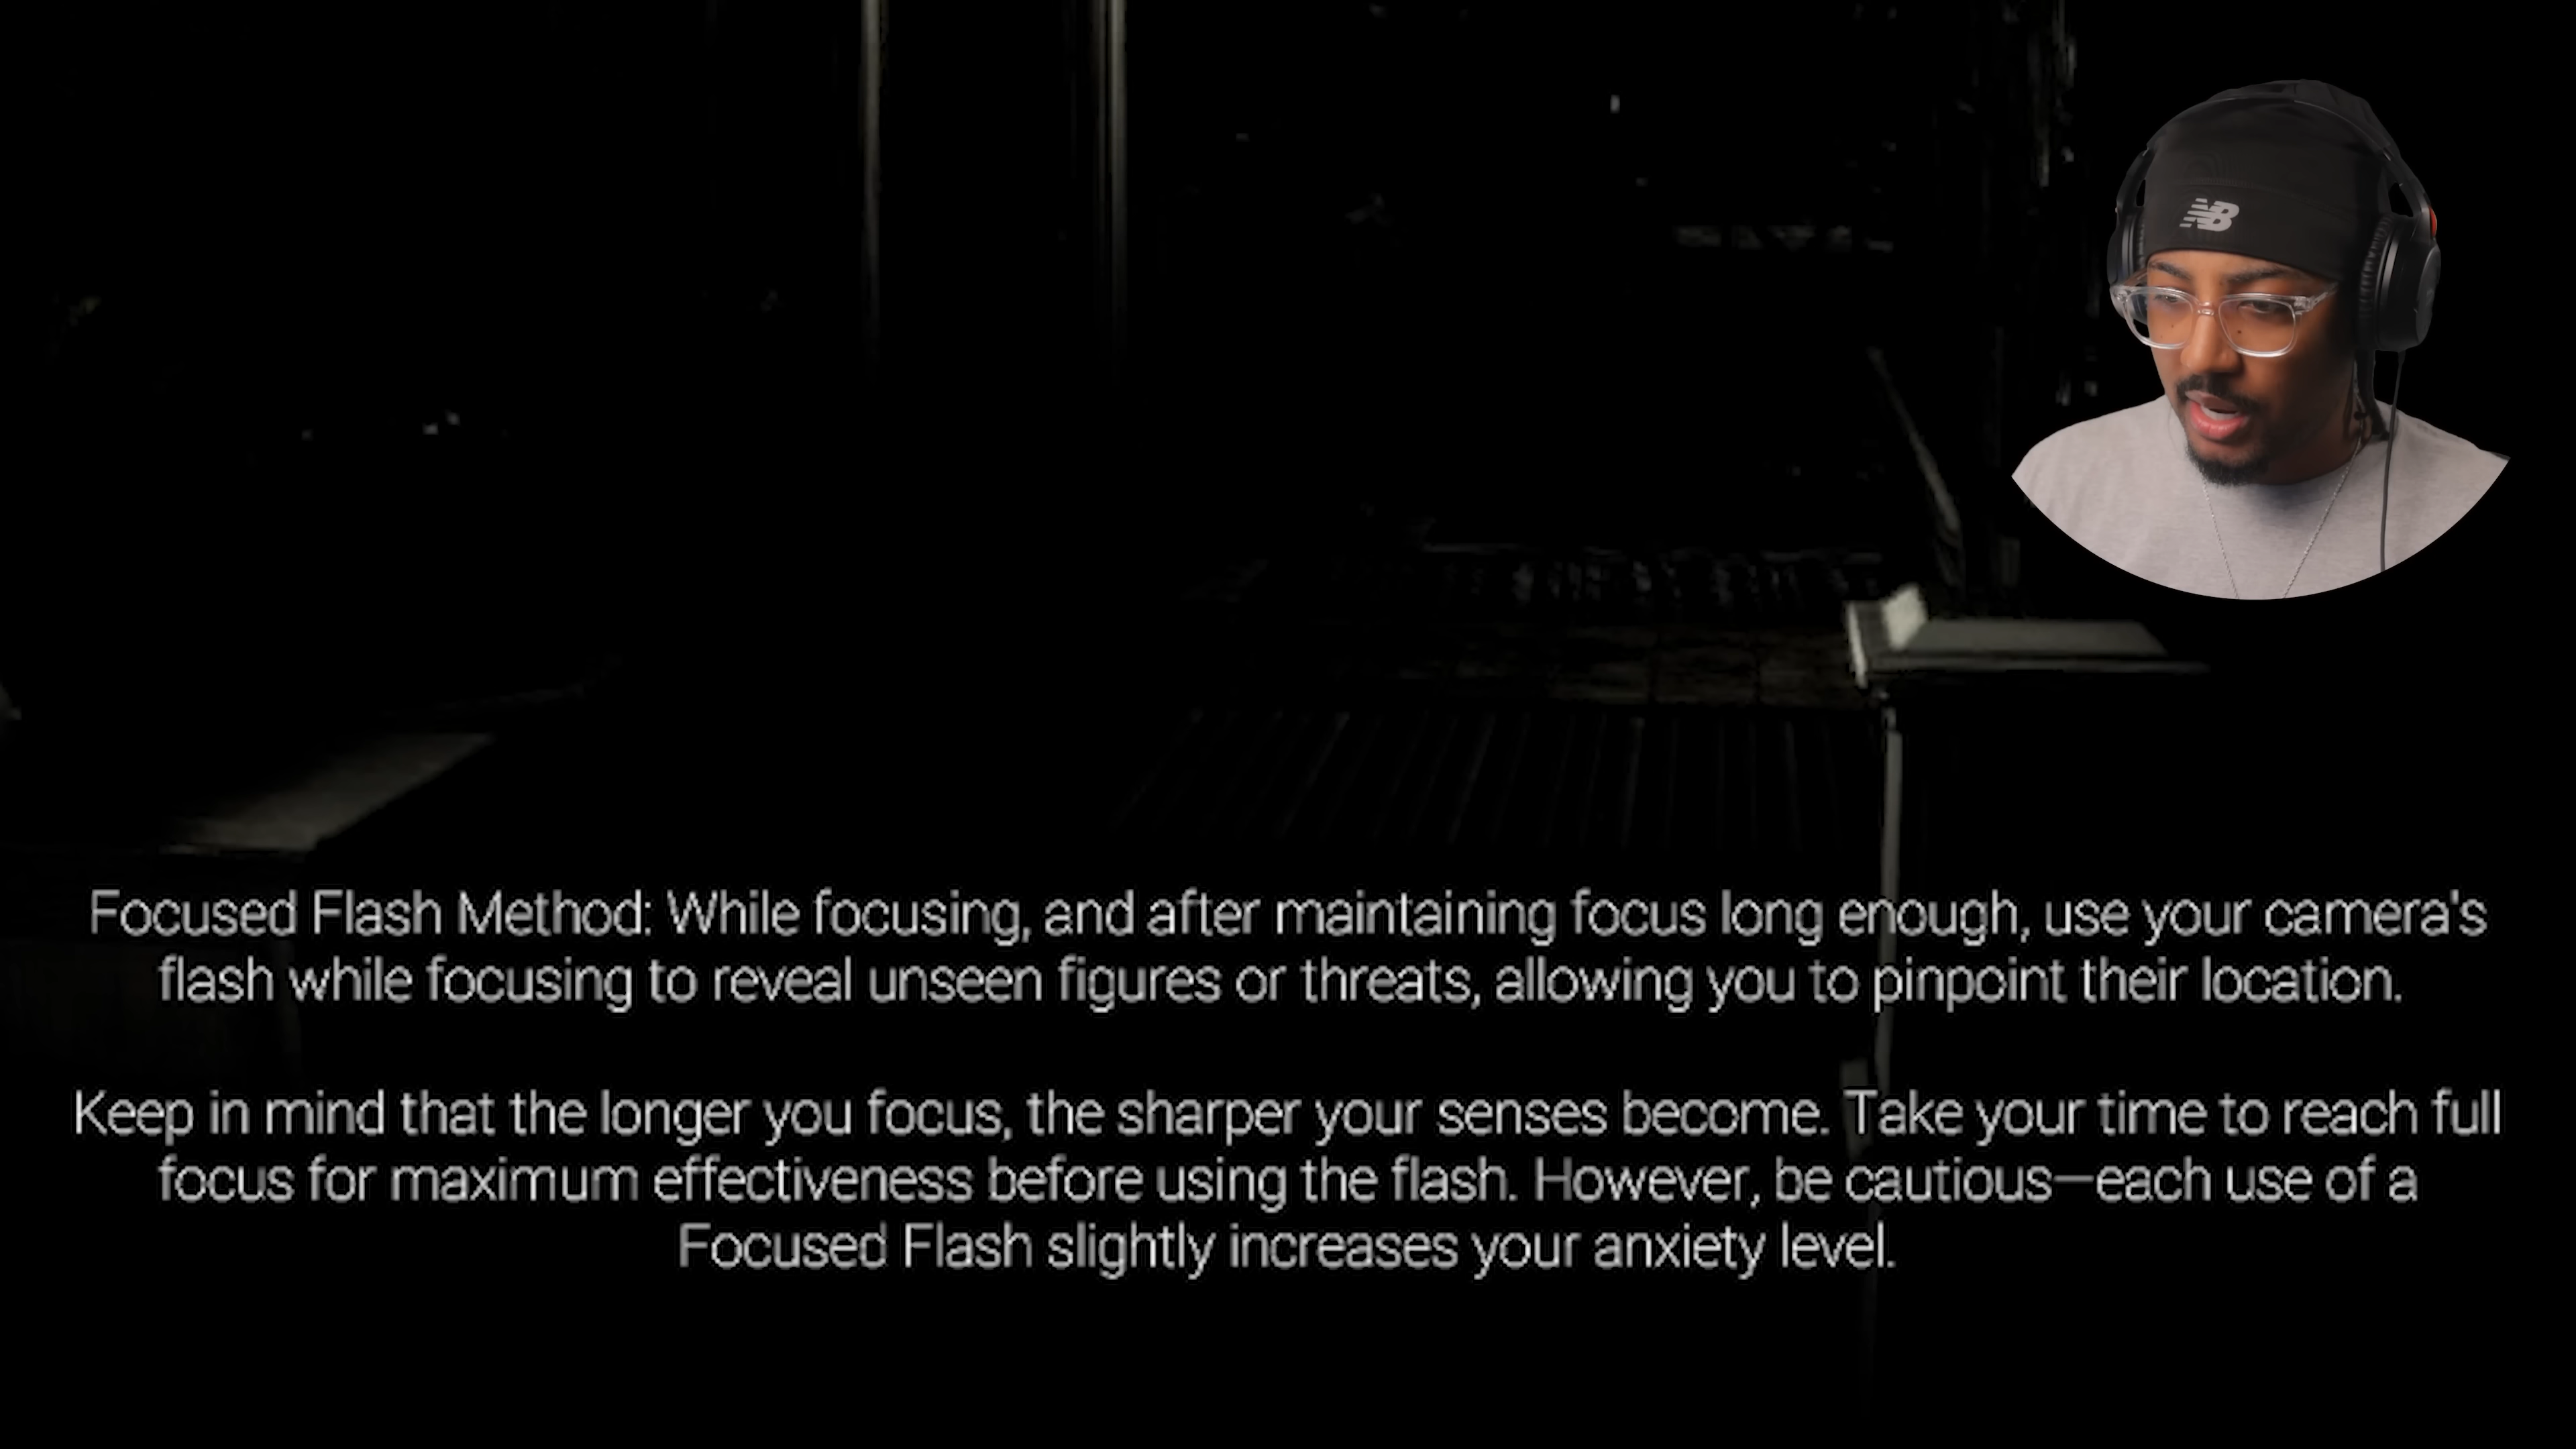 NB
Focused Flash Method: While focusing, and after maintaining focus long enough, use your camera's
flash while focusing to reveal unseen figures or threats, allowing you to pinpoint their location.
Keep in mind that the longer you focus, the sharper your senses become. Take your time to reach full
focus for maximum effectiveness before using the flash. However, be cautious—each use of a
Focused Flash slightly increases your anxiety level.